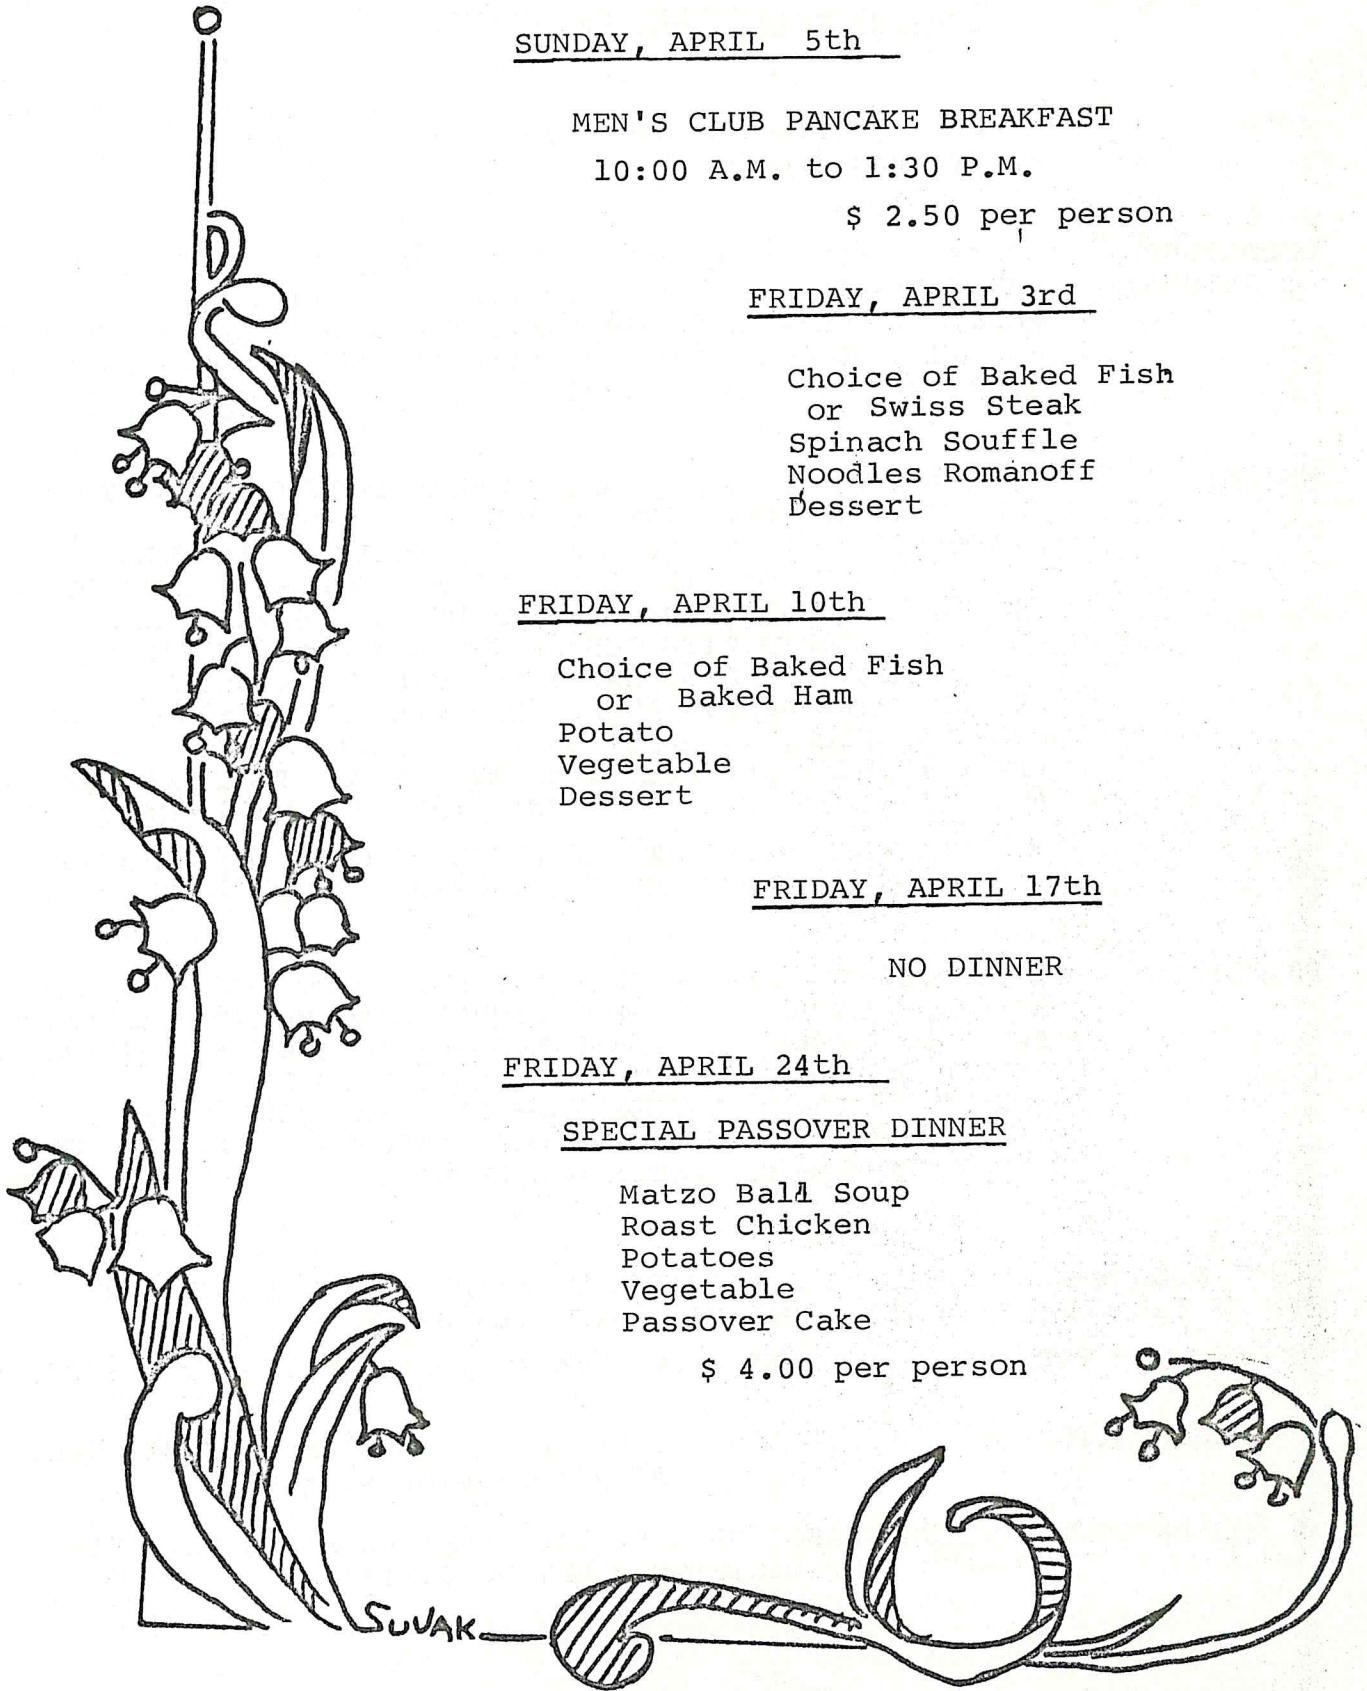 SUNDAY, APRIL 5th
MEN'S CLUB PANCAKE BREAKFAST
10:00 A.M. to 1:30 P.M.
$ 2.50 per person
FRIDAY, APRIL 3rd
Choice of Baked Fish
or Swiss Steak
Spinach Souffle
Noodles Romanoff
Dessert
FRIDAY, APRIL 10th
Choice of Baked Fish
or Baked Ham
Potato
Vegetable
Dessert
FRIDAY, APRIL 17th
NO DINNER
FRIDAY, APRIL 24th
SPECIAL PASSOVER DINNER
Matzo Ball Soup
Roast Chicken
Potatoes
Vegetable
Passover Cake
$ 4.00 per person
SUVAK